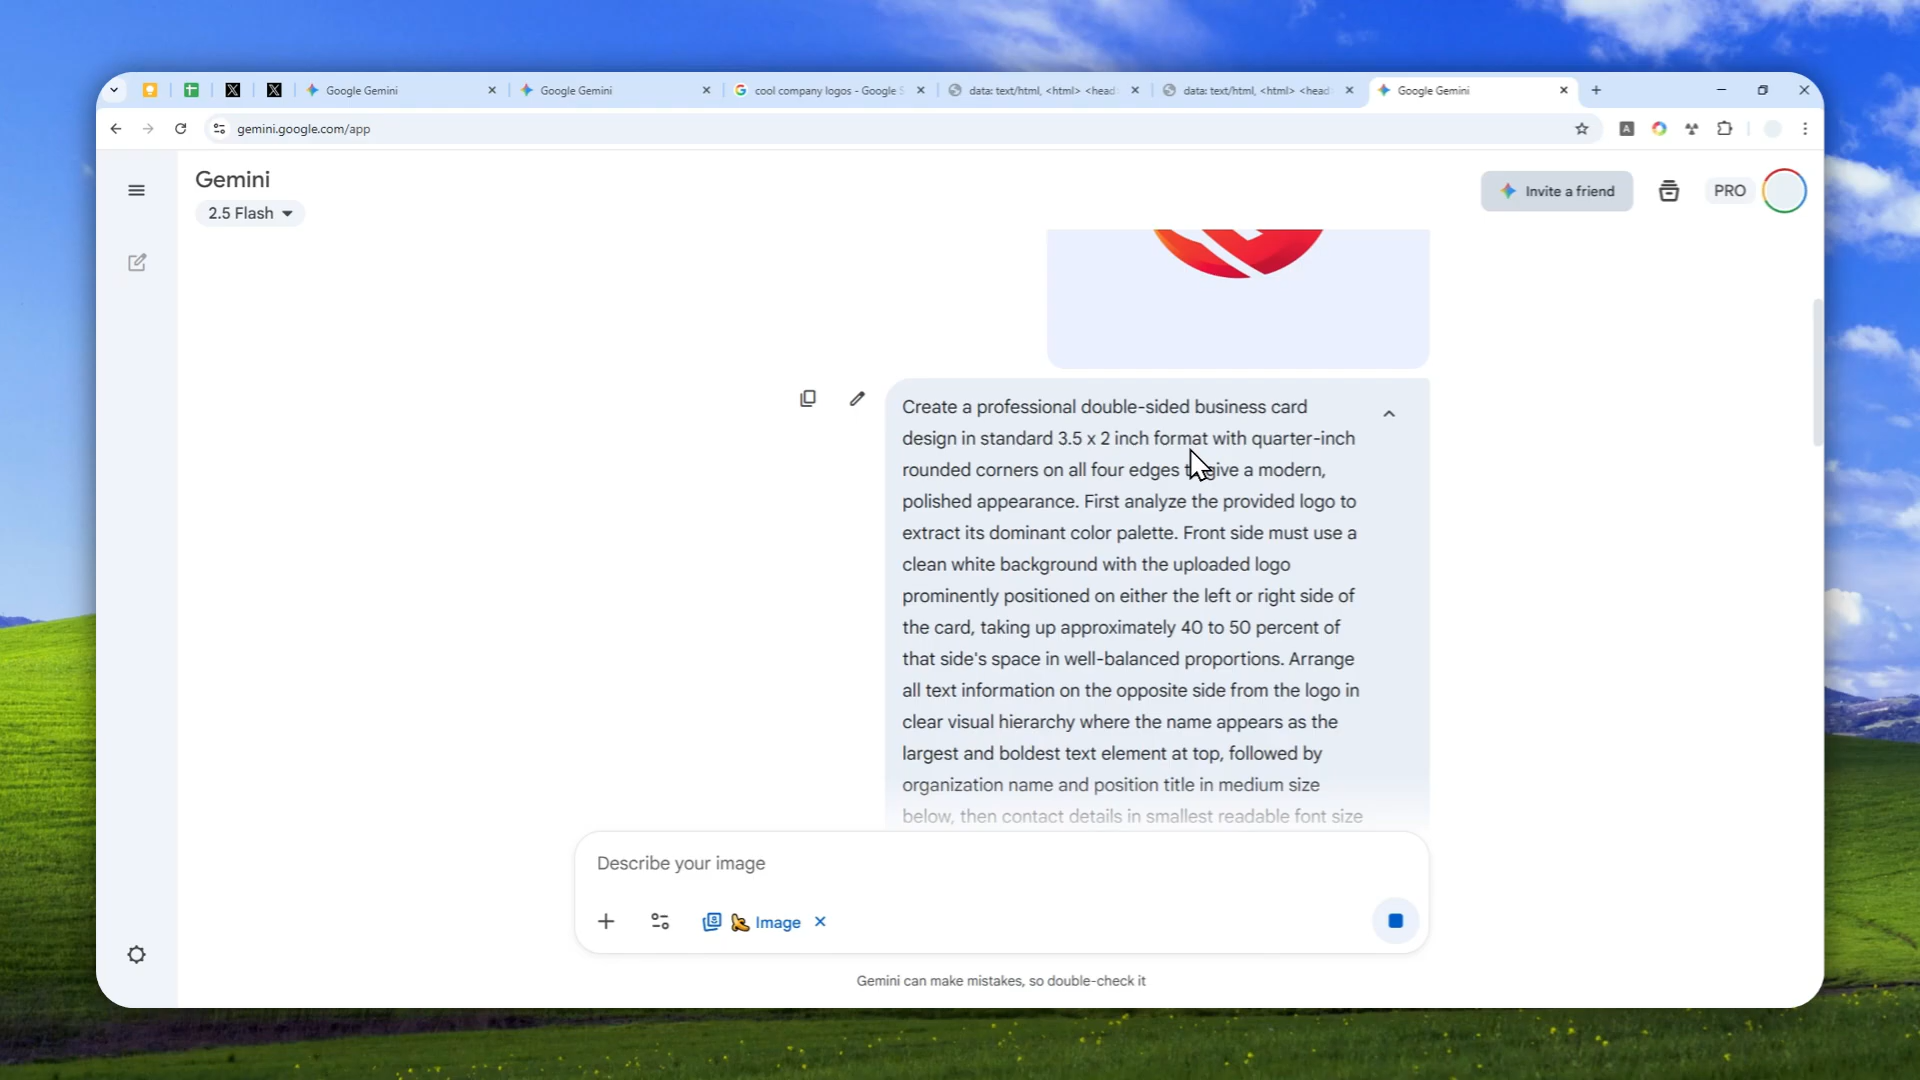 Google Gemini
Google Gemini
cool company logos - Google S
data: text/html, <html> <head
data: text/html, <html> <head
Google Gemini
gemini.google.com/app
A
Gemini
2.5 Flash
Invite a friend
PRO
Create a professional double-sided business card
design in standard 3.5 x 2 inch format with quarter-inch
rounded corners on all four edges give a modern,
polished appearance. First analyze the provided logo to
extract its dominant color palette. Front side must use a
clean white background with the uploaded logo
prominently positioned on either the left or right side of
the card, taking up approximately 40 to 50 percent of
that side's space in well-balanced proportions. Arrange
all text information on the opposite side from the logo in
clear visual hierarchy where the name appears as the
largest and boldest text element at top, followed by
organization name and position title in medium size
below, then contact details in smallest readable font size
Describe your image
Image
Gemini can make mistakes, so double-check it